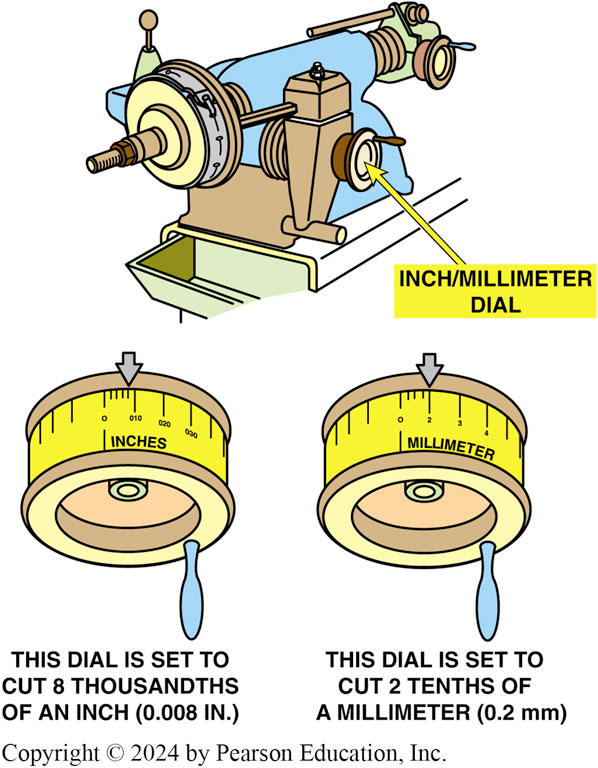 INCH/MILLIMETER
DIAL
O 010 020 030
INCHES
O 2 3 4
MILLIMETER
THIS DIAL IS SET TO
CUT 8 THOUSANDTHS
OF AN INCH (0.008 IN.)
THIS DIAL IS SET TO
CUT 2 TENTHS OF
A MILLIMETER (0.2 mm)
Copyright © 2024 by Pearson Education, Inc.